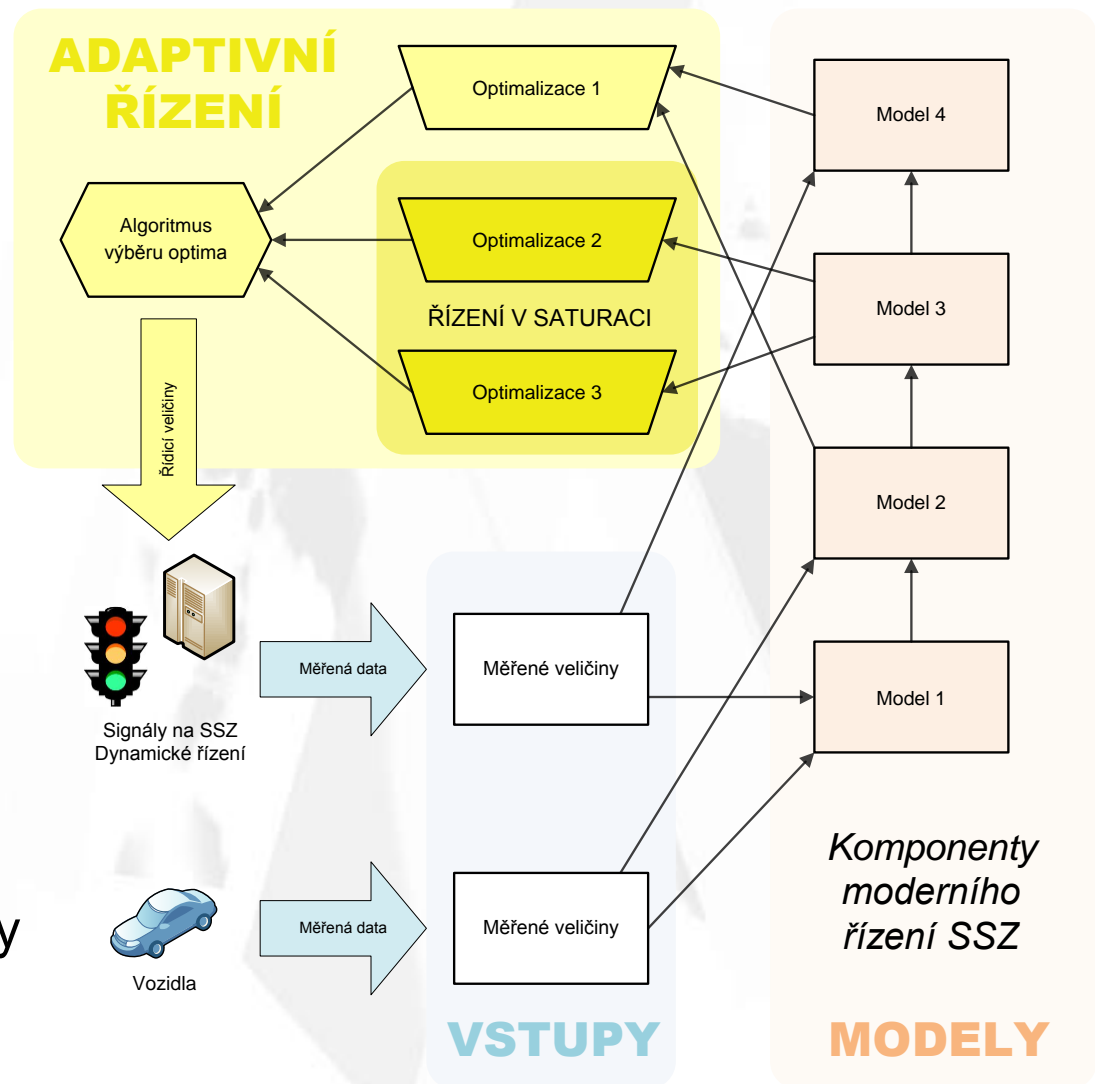 ADAPTIVNÍ
ŘÍZENÍ
Optimalizace 1
Model 4
Algoritmus
výběru optima
Optimalizace 2
ŘÍZENÍ V SATURACI
Model 3
Optimalizace 3
Řídicí veličiny
Model 2
Měřená data
Měřené veličiny
Model 1
Signály na SSZ
Dynamické řízení
Komponenty
moderního
řízení SSZ
y
Měřená data
Měřené veličiny
Vozidla
VSTUPY
MODELY